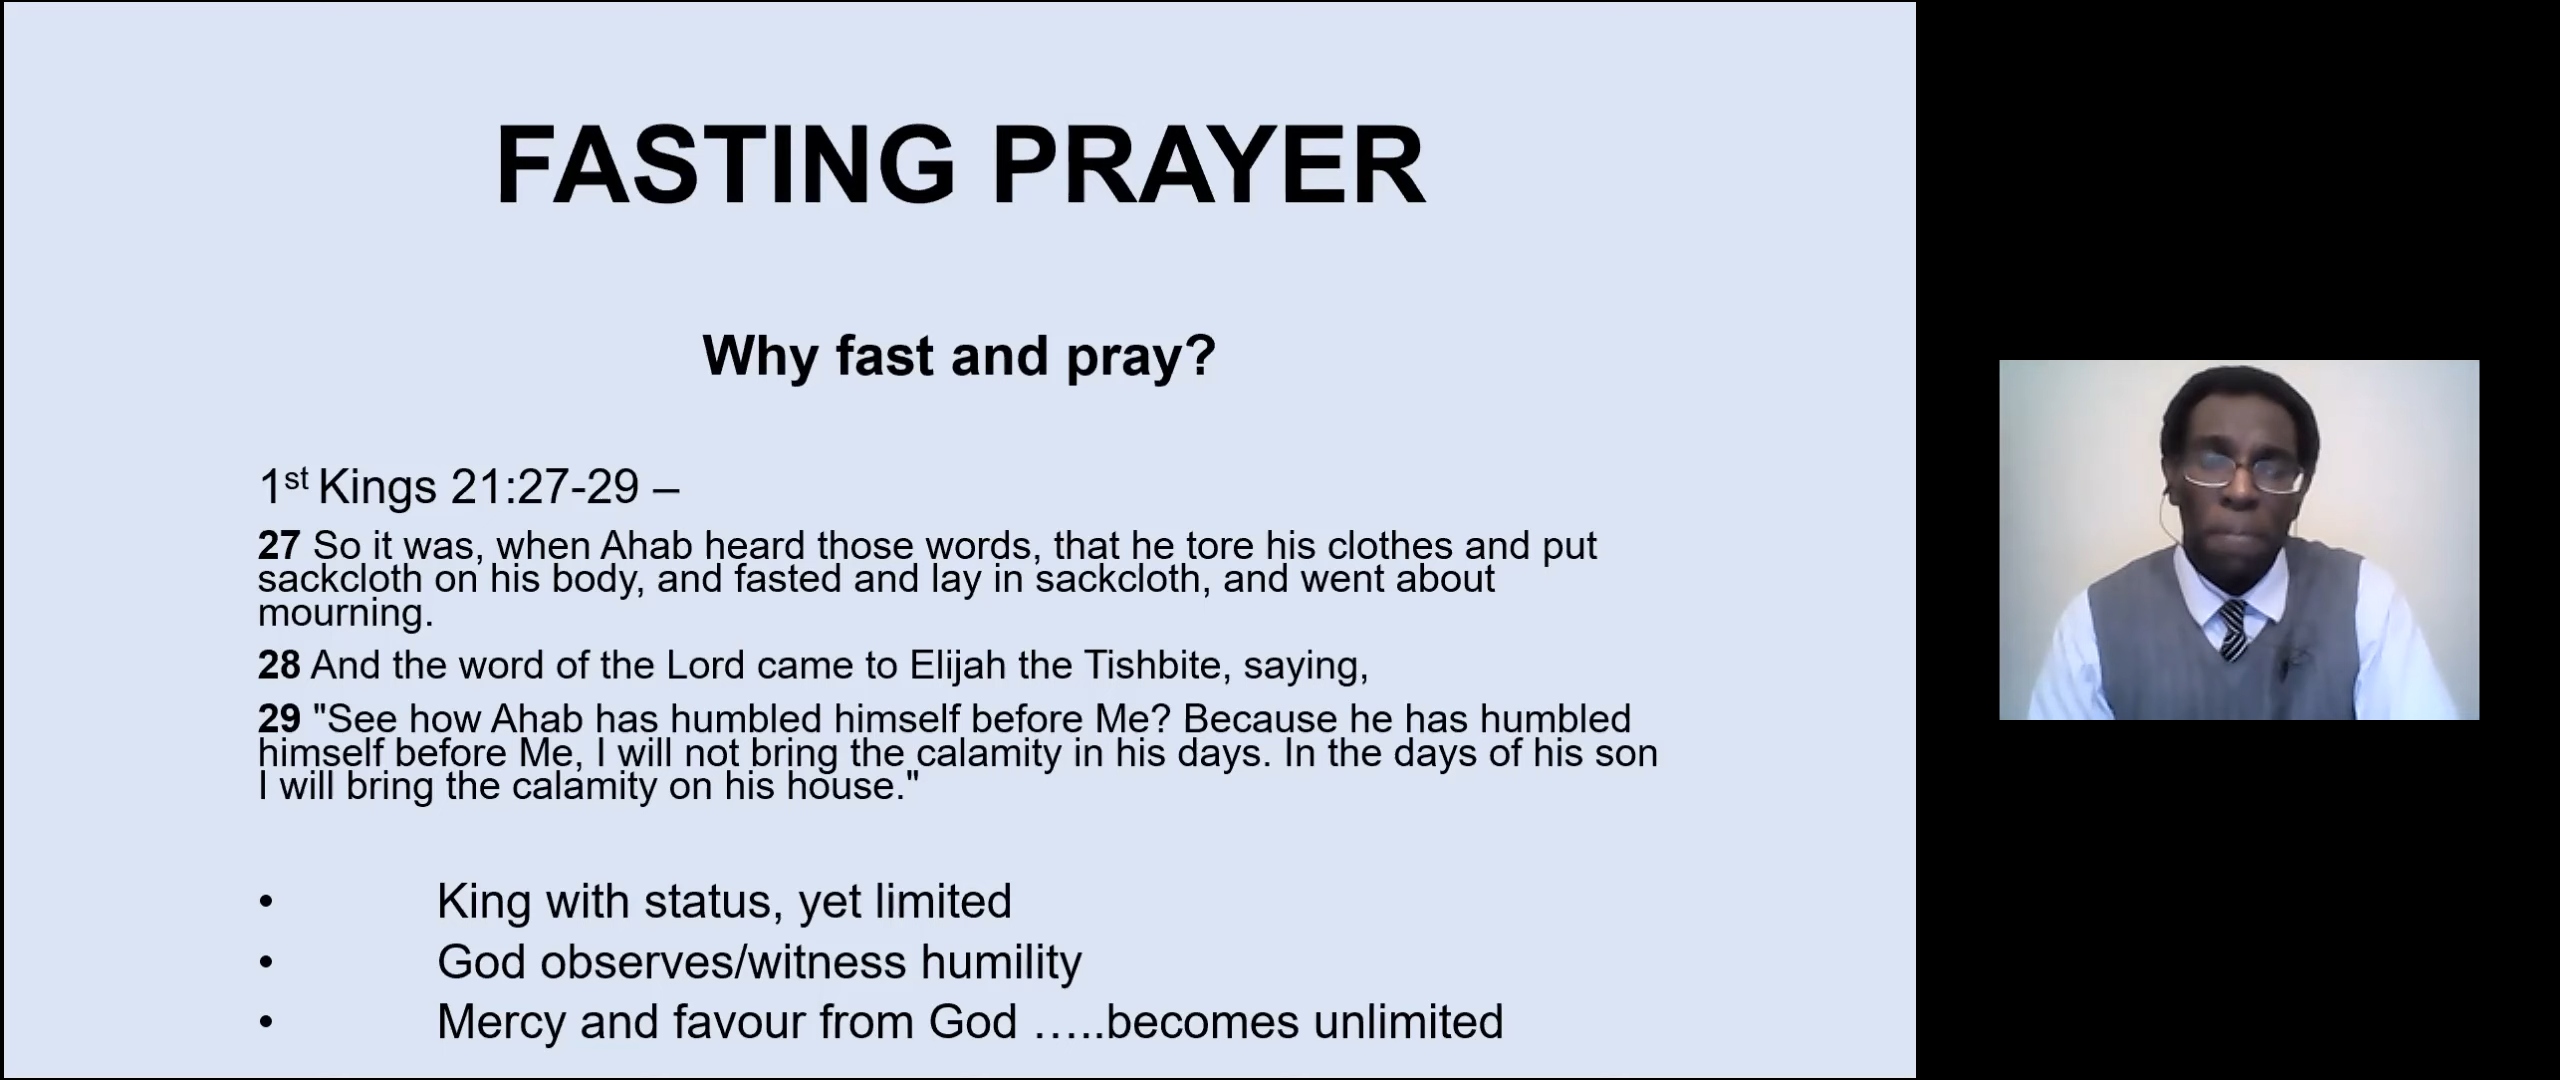 FASTING PRAYER
Why fast and pray?
1st Kings 21:27-29 –
27 So it was, when Ahab heard those words, that he tore his clothes and put
sackcloth on his body, and fasted and lay in sackcloth, and went about
mourning.
28 And the word of the Lord came to Elijah the Tishbite, saying,
29 "See how Ahab has humbled himself before Me? Because he has humbled
himself before Me, I will not bring the calamity in his days. In the days of his son
I will bring the calamity on his house."
• King with status, yet limited
• God observes/witness humility
• Mercy and favour from God …..becomes unlimited